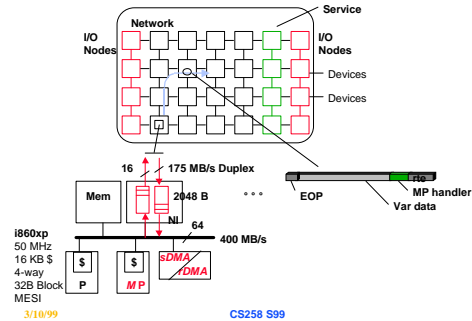 Service
Network
I/O
Nodes
I/O
Nodes
Devices
Devices
16
175 MB/s Duplex
rte
MP handler
Var data
EOP
Mem
2048 B
° ° °
NI
64
400 MB/s
i860xp
50 MHz
16 KB $
4-way
32B Block
MESI
$
P
$
MP
sDMA
rDMA
3/10/99
CS258 S99